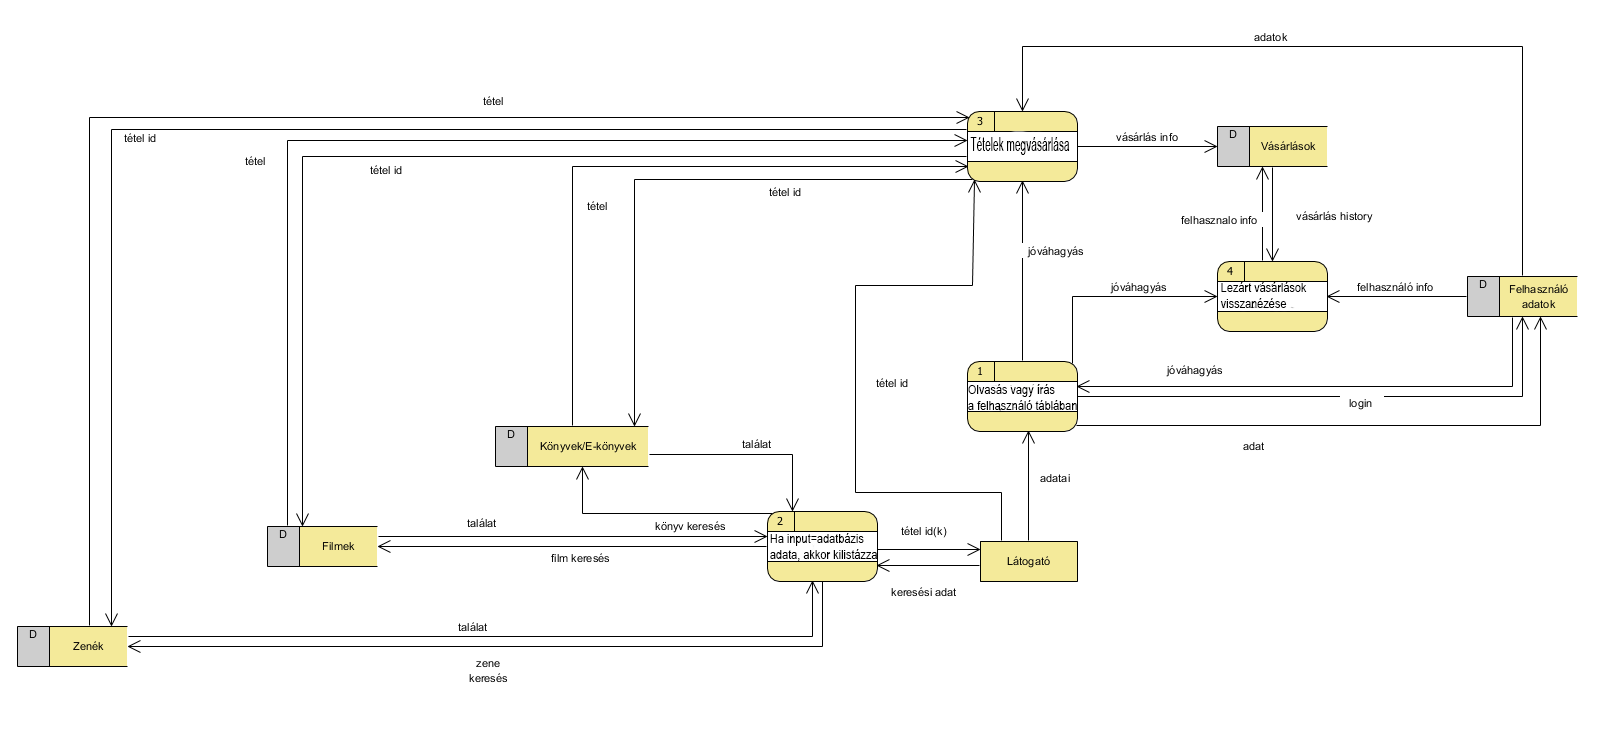 adatok
tétel
tétel id
tétel
tétel id
tétel
tétel id
3
Tételek megvásárlása
vásárlás info
D
Vásárlások
felhasznalo info
vásárlás history
jóváhagyás
4
Lezárt vásárlások
visszanézése
jóváhagyás
felhasználó info
D
Felhasználó
adatok
1
Olvasás vagy írás
a felhasználó táblában
jóváhagyás
login
adat
tétel id
adatai
D
Könyvek/E-könyvek
találat
könyv keresés
2
Ha input=adatbázis
adata, akkor kilistázza
tétel id(k)
keresési adat
Látogató
D
Filmek
találat
film keresés
D
Zenék
találat
zene
keresés